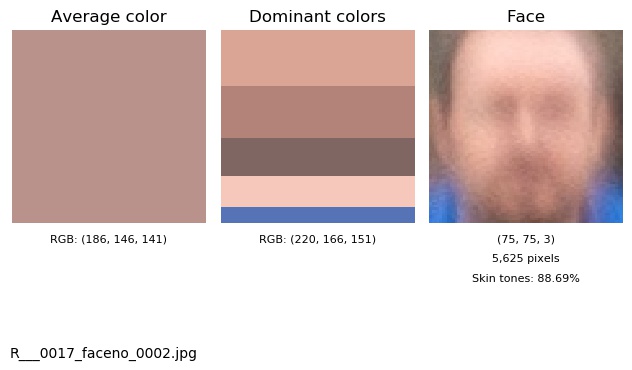 Average color
Dominant colors
Face
RGB: (186, 146, 141)
RGB: (220, 166, 151)
(75, 75, 3)
5,625 pixels
Skin tones: 88.69%
R___0017_faceno_0002.jpg